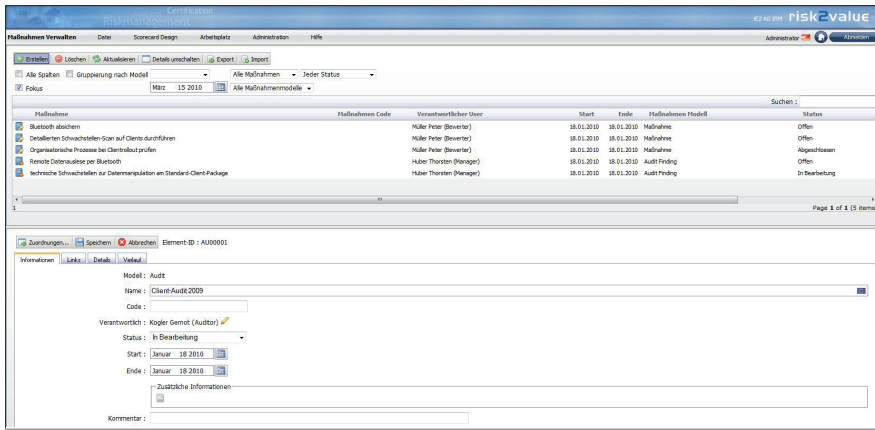 Certification
Riskmanagement
risk2value
Maßnahmen Verwalten Datei Scorecard Design Arbeitsplatz Administration Hilfe Administrator Abmelden
Erstellen Löschen Aktualisieren Details umschalten Export Import
Alle Spalten Gruppierung nach Modell Alle Maßnahmen Jeder Status
Fokus März 15 2010 Alle Maßnahmenmodelle
Suchen :
Maßnahme Maßnahmen Code Verantwortlicher User Start Ende Maßnahmen Modell Status
Bluetooth absichern Müller Peter (Bewerter) 18.01.2010 18.01.2010 Maßnahme Offen
Detaillierten Schwachstellen-Scan auf Clients durchführen Müller Peter (Bewerter) 18.01.2010 18.01.2010 Maßnahme Offen
Organisatorische Prozesse bei Clientrollout prüfen Müller Peter (Bewerter) 18.01.2010 18.01.2010 Maßnahme Abgeschlossen
Remote Datenauslese per Bluetooth Huber Thorsten (Manager) 18.01.2010 18.01.2010 Audit Finding Offen
technische Schwachstellen zur Datenmanipulation am Standard-Client-Package Huber Thorsten (Manager) 18.01.2010 18.01.2010 Audit Finding In Bearbeitung
1 Page 1 of 1 (5 items
Zuordnungen... Speichern Abbrechen Element-ID : AU00001
Informationen Links Details Verlauf
Modell : Audit
Name : Client-Audit 2009
Code :
Verantwortlich : Kogler Gernot (Auditor)
Status : In Bearbeitung
Start : Januar 18 2010
Ende : Januar 18 2010
Zusätzliche Informationen
Kommentar :